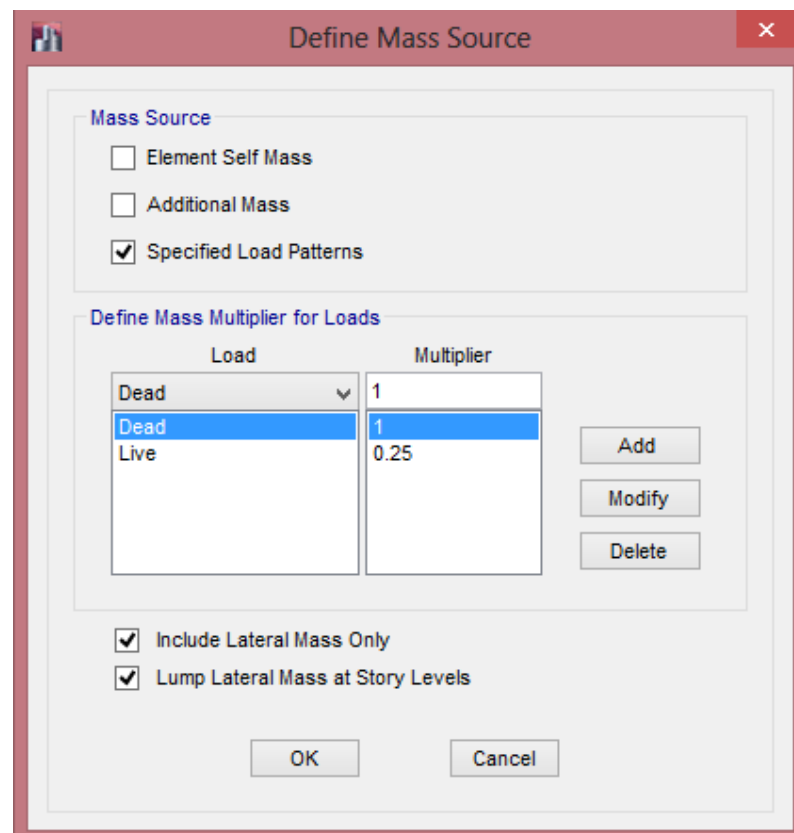 Define Mass Source
×
Mass Source
Element Self Mass
Additional Mass
Specified Load Patterns
Define Mass Multiplier for Loads
Load Multiplier
Dead 1
Dead 1
Live 0.25
Add
Modify
Delete
Include Lateral Mass Only
Lump Lateral Mass at Story Levels
OK Cancel